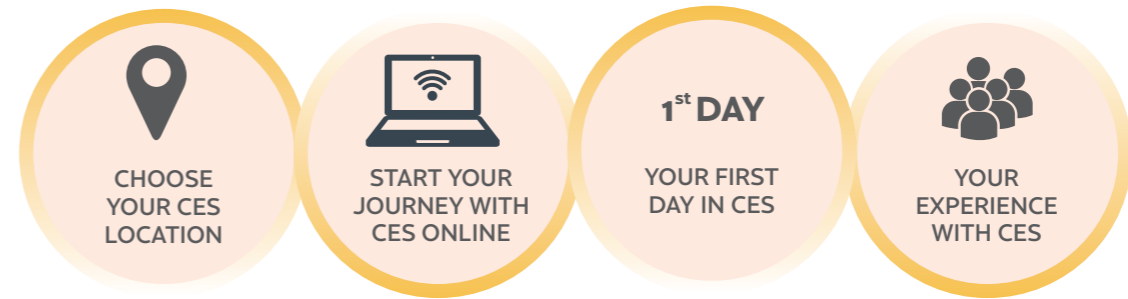 CHOOSE
YOUR CES
LOCATION
START YOUR
JOURNEY WITH
CES ONLINE
1st DAY
YOUR FIRST
DAY IN CES
YOUR
EXPERIENCE
WITH CES